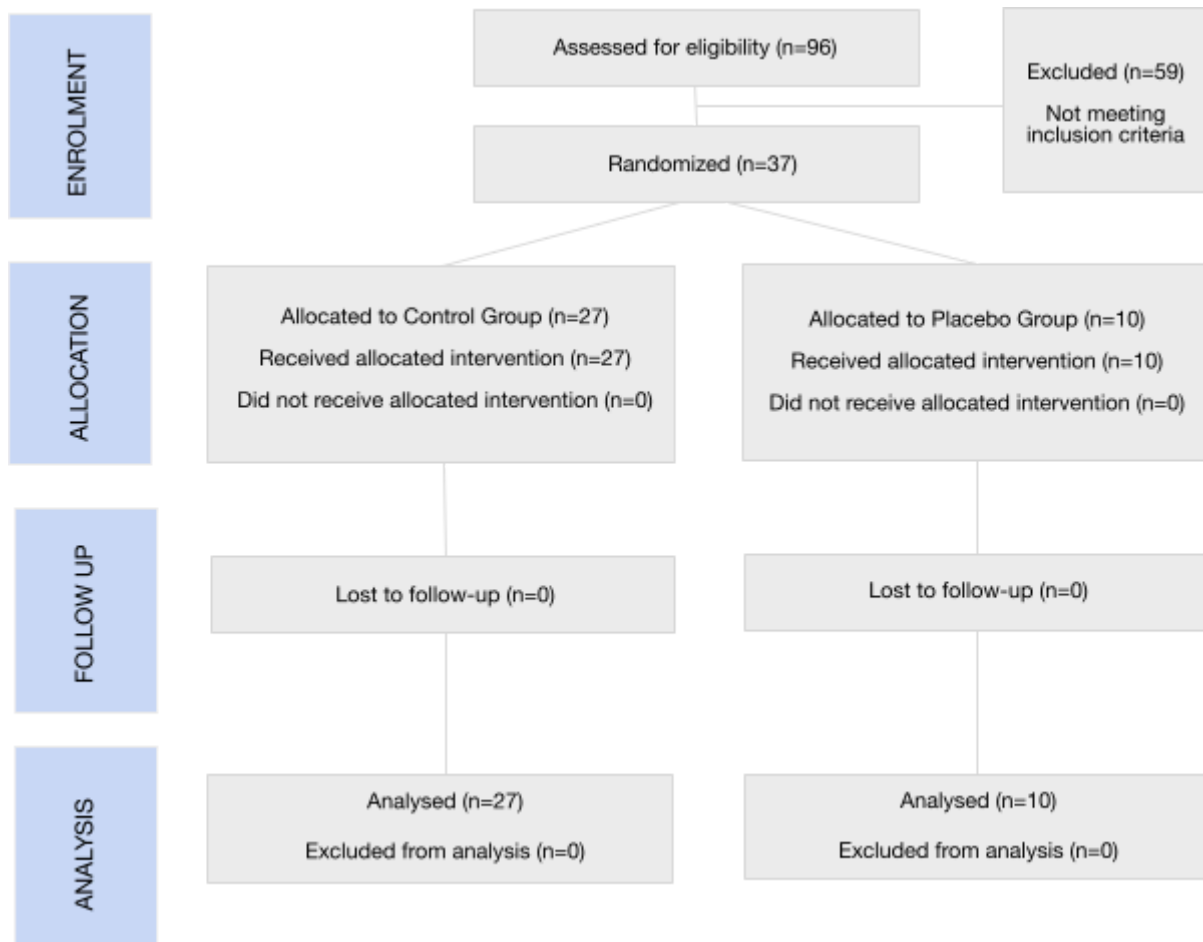 ENROLMENT
Assessed for eligibility (n=96)
Excluded (n=59)
Not meeting
inclusion criteria
Randomized (n=37)
ALLOCATION
Allocated to Control Group (n=27)
Received allocated intervention (n=27)
Did not receive allocated intervention (n=0)
Allocated to Placebo Group (n=10)
Received allocated intervention (n=10)
Did not receive allocated intervention (n=0)
FOLLOW UP
Lost to follow-up (n=0)
Lost to follow-up (n=0)
ANALYSIS
Analysed (n=27)
Excluded from analysis (n=0)
Analysed (n=10)
Excluded from analysis (n=0)